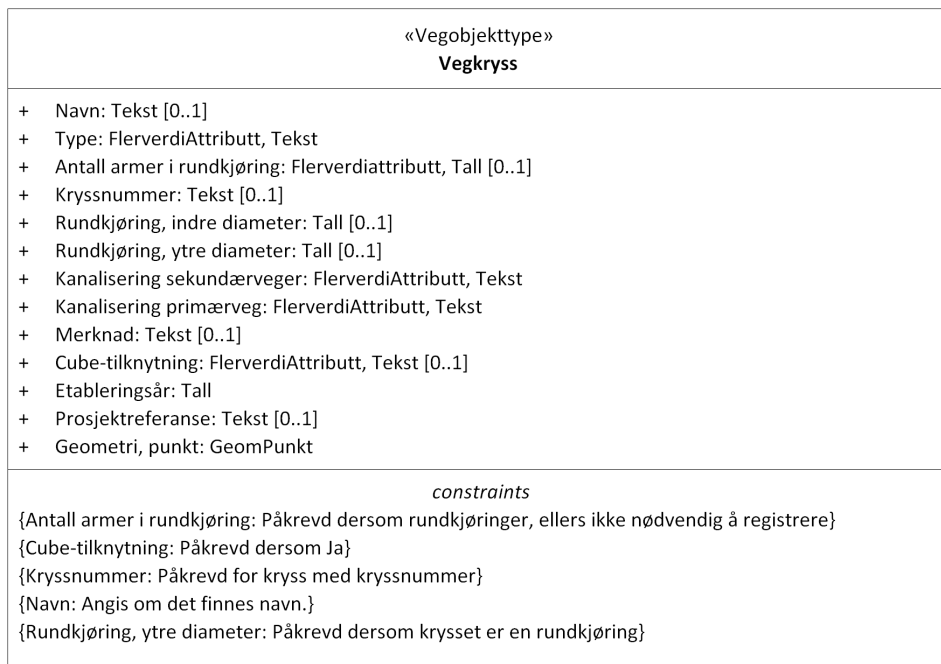 «Vegobjekttype»
Vegkryss
+ Navn: Tekst [0..1]
+ Type: FlerverdiAttributt, Tekst
+ Antall armer i rundkjøring: Flerverdiattributt, Tall [0..1]
+ Kryssnummer: Tekst [0..1]
+ Rundkjøring, indre diameter: Tall [0..1]
+ Rundkjøring, ytre diameter: Tall [0..1]
+ Kanalisering sekundærveger: FlerverdiAttributt, Tekst
+ Kanalisering primærveg: FlerverdiAttributt, Tekst
+ Merknad: Tekst [0..1]
+ Cube-tilknytning: FlerverdiAttributt, Tekst [0..1]
+ Etableringsår: Tall
+ Prosjektreferanse: Tekst [0..1]
+ Geometri, punkt: GeomPunkt
constraints
{Antall armer i rundkjøring: Påkrevd dersom rundkjøringer, ellers ikke nødvendig å registrere}
{Cube-tilknytning: Påkrevd dersom Ja}
{Kryssnummer: Påkrevd for kryss med kryssnummer}
{Navn: Angis om det finnes navn.}
{Rundkjøring, ytre diameter: Påkrevd dersom krysset er en rundkjøring}